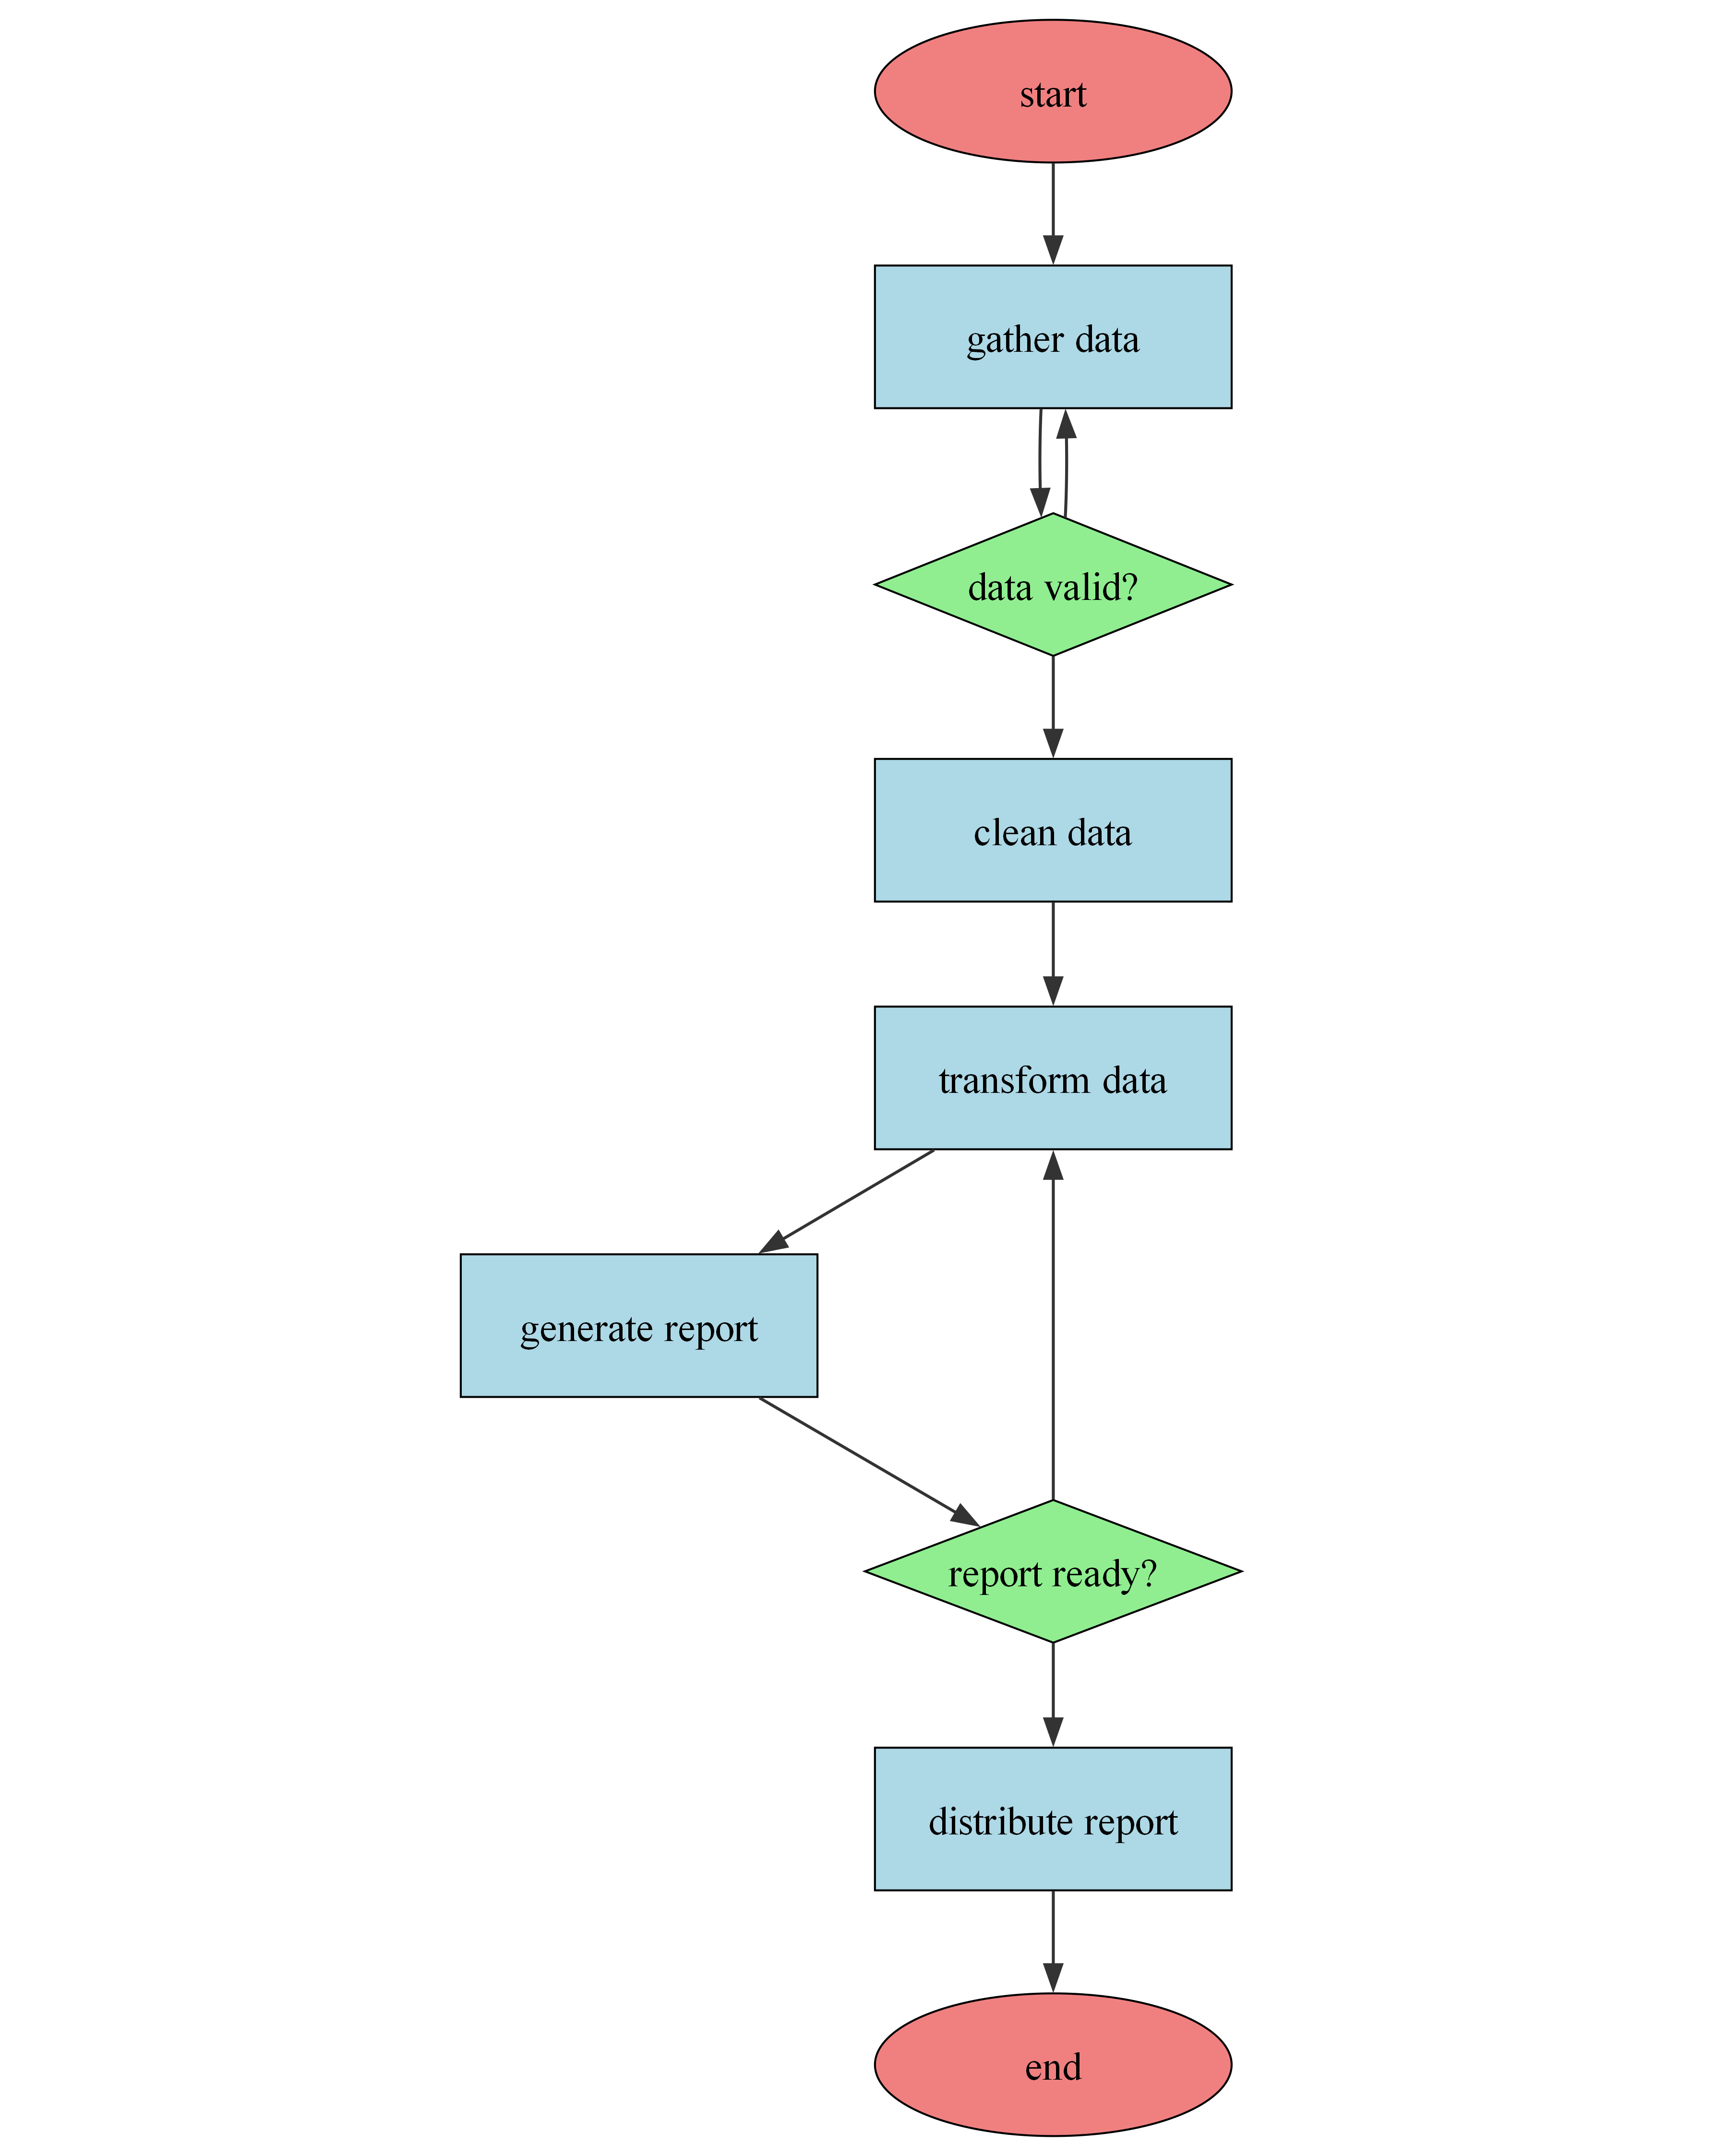 start
gather data
data valid?
clean data
transform data
generate report
report ready?
distribute report
end